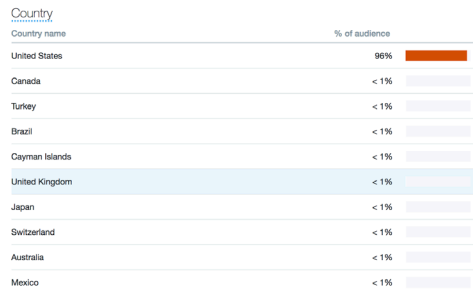 Country
Country name % of audience
United States 96%
Canada < 1%
Turkey < 1%
Brazil < 1%
Cayman Islands < 1%
United Kingdom < 1%
Japan < 1%
Switzerland < 1%
Australia < 1%
Mexico < 1%